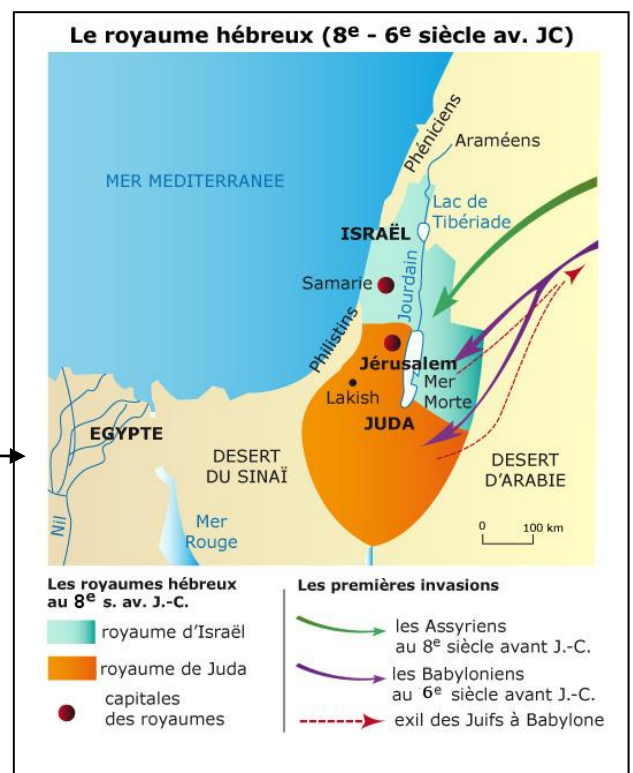 Le royaume hébreux (8e - 6e siècle av. JC)
Phéniciens
Araméens
MER MEDITERRANEE
Lac de
Tibériade
ISRAËL
Jourdain
Samarie
Philistins
Jérusalem
Mer
Morte
Lakish
JUDA
EGYPTE
DESERT
DU SINAÏ
DESERT
D'ARABIE
Nil
Mer
Rouge
0 100 km
Les royaumes hébreux
au 8e s. av. J.-C.
royaume d'Israël
royaume de Juda
capitales
des royaumes
Les premières invasions
les Assyriens
au 8e siècle avant J.-C.
les Babyloniens
au 6e siècle avant J.-C.
exil des Juifs à Babylone